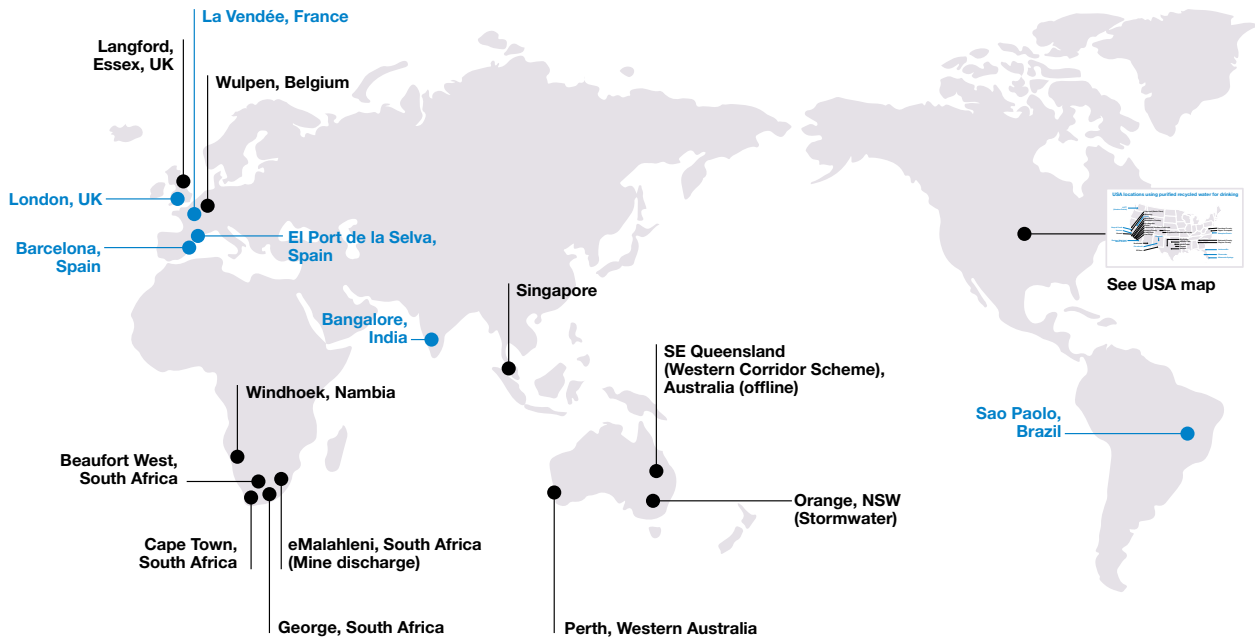 La Vendée, France
Langford,
Essex, UK
Wulpen, Belgium
London, UK
Barcelona,
Spain
El Port de la Selva,
Spain
USA locations using purified recycled water for drinking
See USA map
Singapore
Bangalore,
India
SE Queensland
(Western Corridor Scheme),
Australia (offline)
Windhoek, Nambia
Sao Paolo,
Brazil
Beaufort West,
South Africa
Orange, NSW
(Stormwater)
Cape Town,
South Africa
eMalahleni, South Africa
(Mine discharge)
George, South Africa
Perth, Western Australia